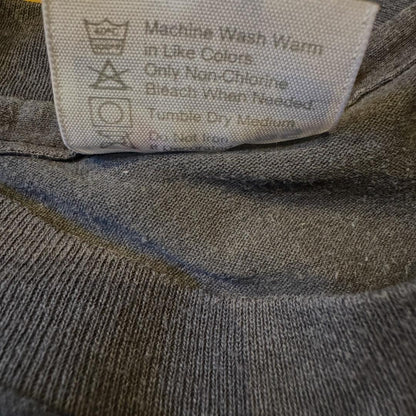 40°C
Machine Wash Warm
in Like Colors.
Only Non-Chlorine
Bleach When Needed.
Tumble Dry Medium.
Do Not Iron